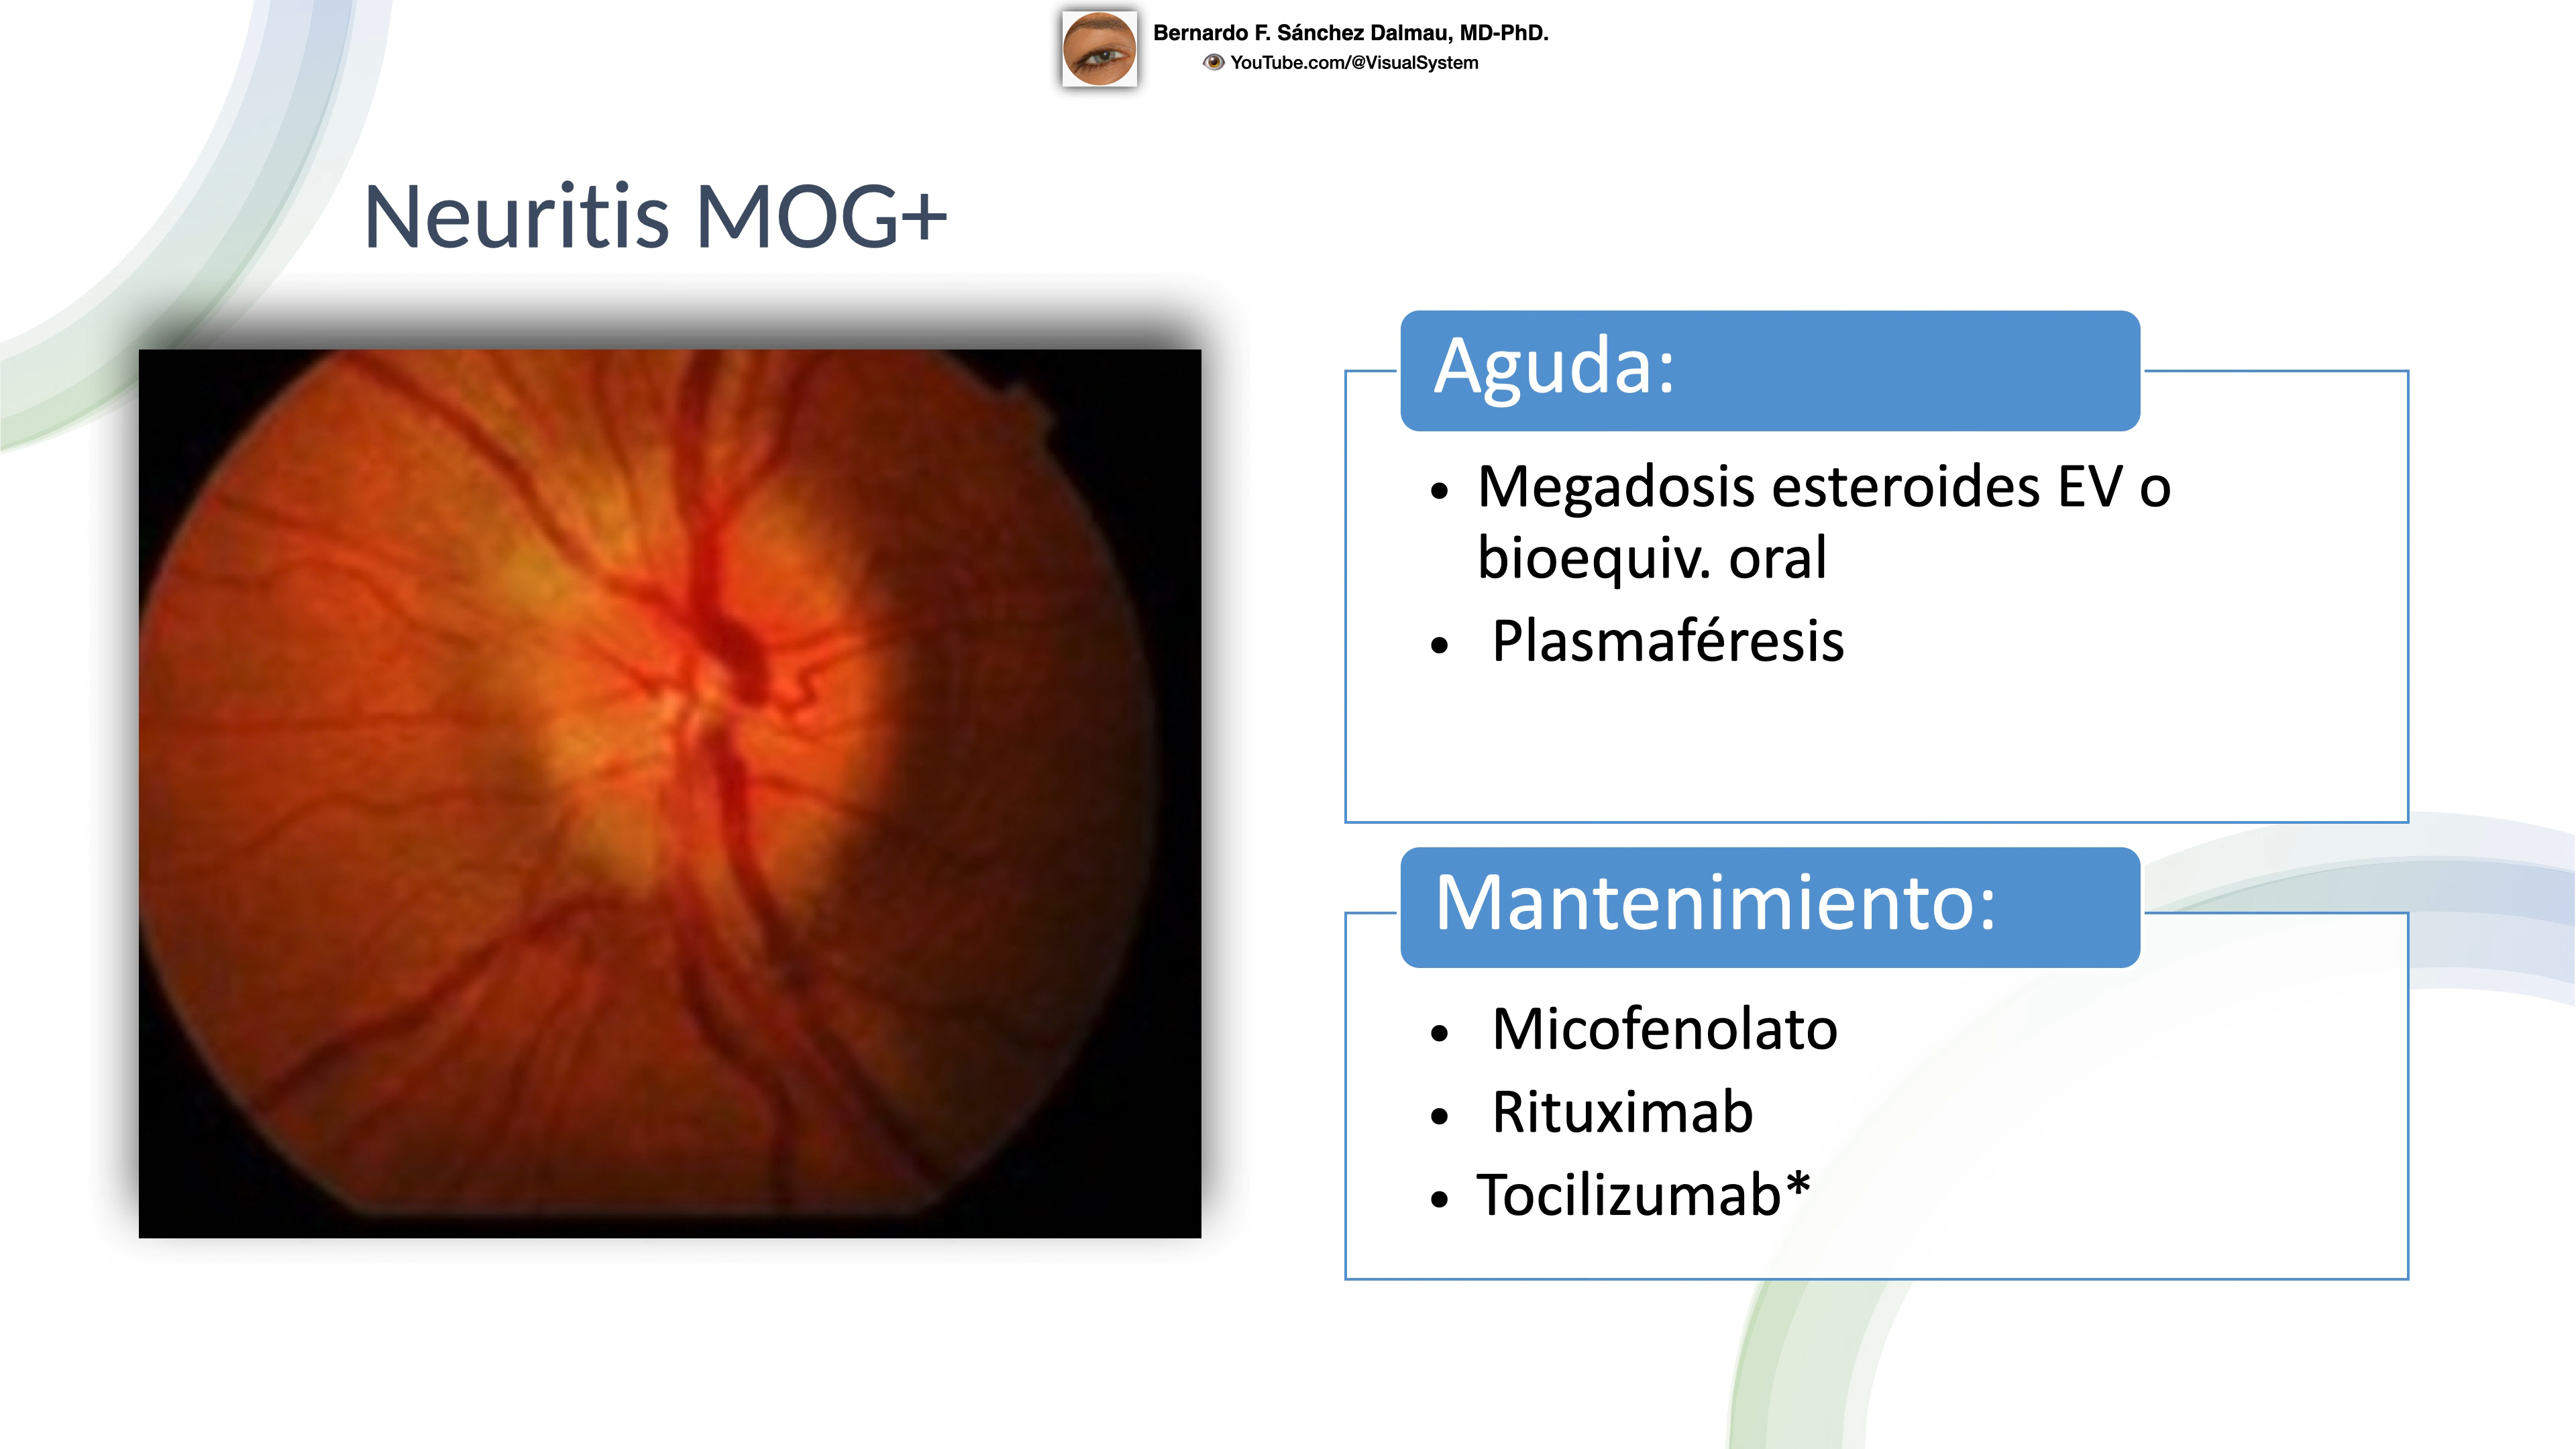 Bernardo F. Sánchez Dalmau, MD-PhD.
YouTube.com/@VisualSystem
Neuritis MOG+
Aguda:
• Megadosis esteroides EV o
bioequiv. oral
• Plasmaféresis
Mantenimiento:
• Micofenolato
• Rituximab
• Tocilizumab*